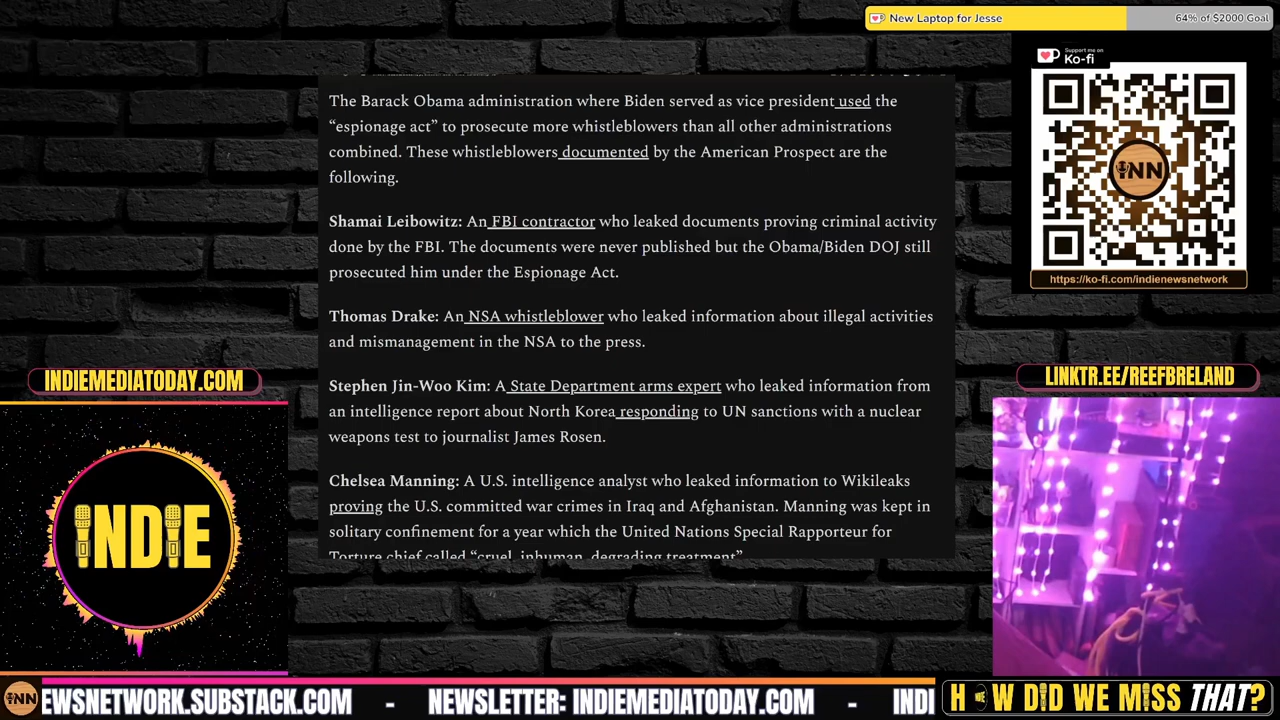 New Laptop for Jesse
64% of $2000 Goal
Support me on
Ko-fi
iNN
https://ko-fi.com/indienewsnetwork
The Barack Obama administration where Biden served as vice president used the
“espionage act” to prosecute more whistleblowers than all other administrations
combined. These whistleblowers documented by the American Prospect are the
following.
Shamai Leibowitz: An FBI contractor who leaked documents proving criminal activity
done by the FBI. The documents were never published but the Obama/Biden DOJ still
prosecuted him under the Espionage Act.
Thomas Drake: An NSA whistleblower who leaked information about illegal activities
and mismanagement in the NSA to the press.
Stephen Jin-Woo Kim: A State Department arms expert who leaked information from
an intelligence report about North Korea responding to UN sanctions with a nuclear
weapons test to journalist James Rosen.
Chelsea Manning: A U.S. intelligence analyst who leaked information to Wikileaks
proving the U.S. committed war crimes in Iraq and Afghanistan. Manning was kept in
solitary confinement for a year which the United Nations Special Rapporteur for
Torture chief called “cruel, inhuman, degrading treatment”
INDIEMEDIATODAY.COM
LINKTR.EE/REEFBRELAND
INDIE
iNN
EWSNETWORK.SUBSTACK.COM - NEWSLETTER: INDIEMEDIATODAY.COM - INDI
HOW DID WE MISS THAT?